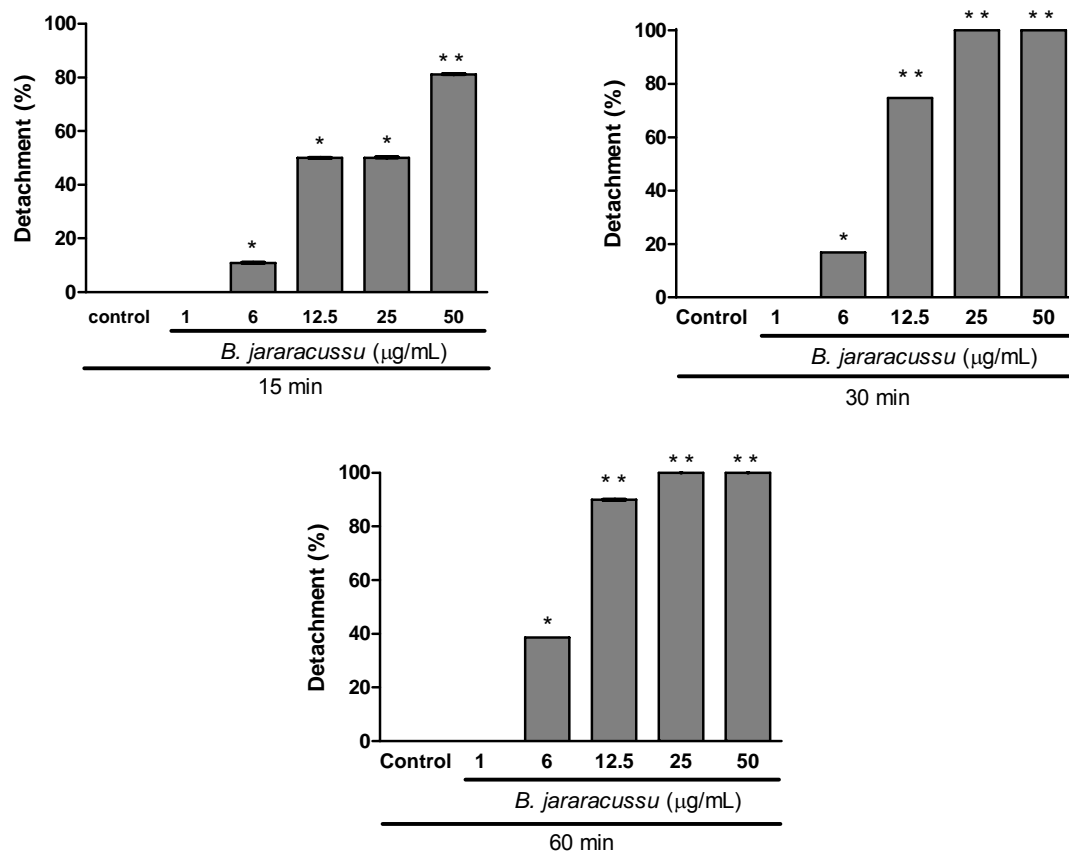 Detachment (%)
100
80
60
40
20
0
* * * * *
control 1 6 12.5 25 50
B. jararacussu (µg/mL)
15 min
Detachment (%)
100
80
60
40
20
0
* * * * * * *
Control 1 6 12.5 25 50
B. jararacussu (µg/mL)
30 min
Detachment (%)
100
80
60
40
20
0
* * * * * * *
Control 1 6 12.5 25 50
B. jararacussu (µg/mL)
60 min